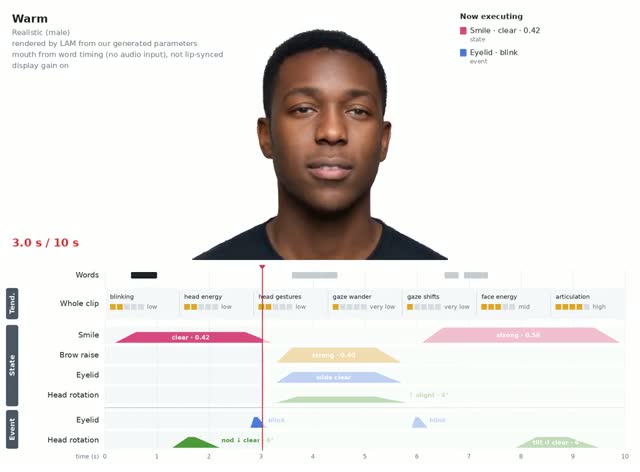 Warm
Realistic (male)
rendered by LAM from our generated parameters
mouth from word timing (no audio input), not lip-synced
display gain on
Now executing
Smile · clear · 0.42
state
Eyelid · blink
event
3.0 s / 10 s
Words
Tend.
Whole clip
blinking
low
head energy
low
head gestures
low
gaze wander
very low
gaze shifts
very low
face energy
mid
articulation
high
State
Smile
clear · 0.42
strong · 0.56
Brow raise
strong · 0.40
Eyelid
wide clear
Head rotation
↑ slight · 4°
Event
Eyelid
blink
blink
Head rotation
nod ↓ clear · 6°
tilt
clear · 6°
time (s)
0 1 2 3 4 5 6 7 8 9 10